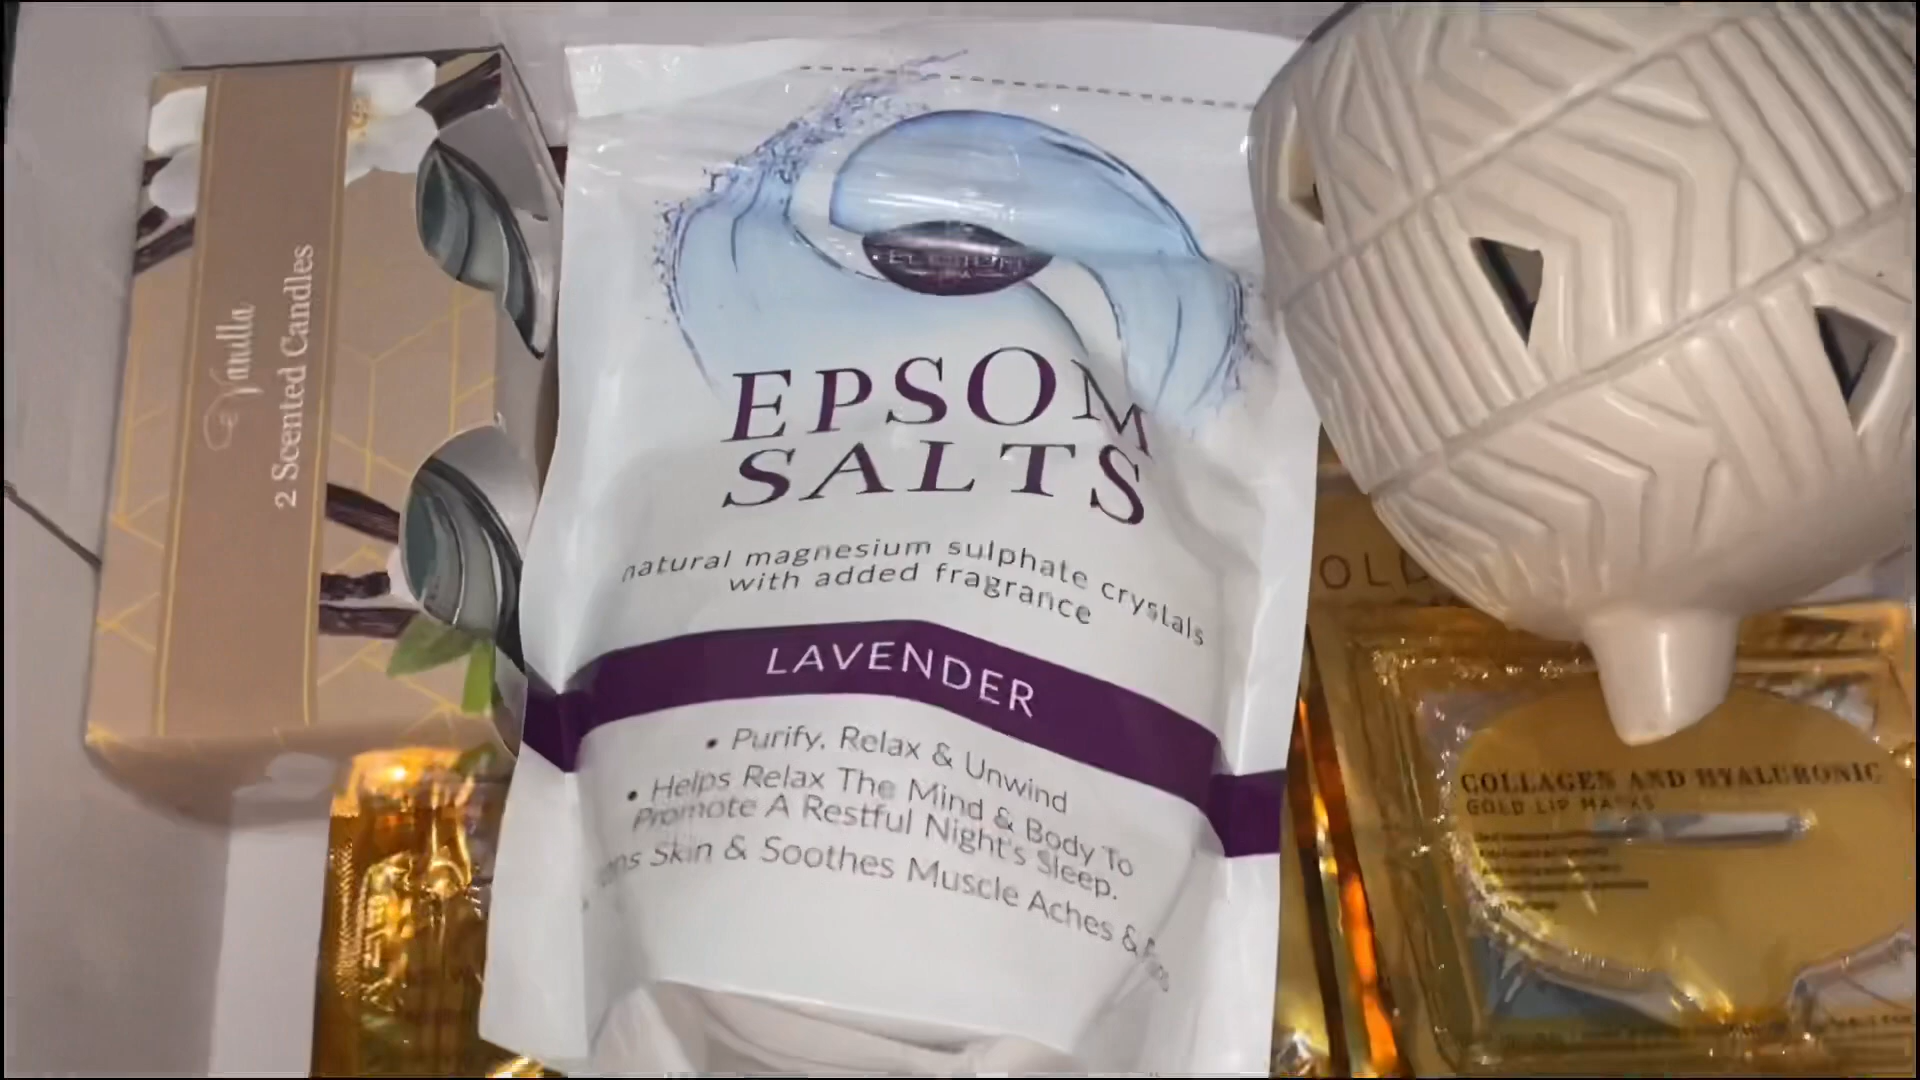 Vanilla
2 Scented Candles
EPSOM
SALTS
natural magnesium sulphate crystals
with added fragrance
LAVENDER
• Purify, Relax & Unwind
• Helps Relax The Mind & Body To
Promote A Restful Night's Sleep.
Skin & Soothes Muscle Aches &
OLD
COLLAGEN AND HYALURONIC
GOLD LIP MASKS